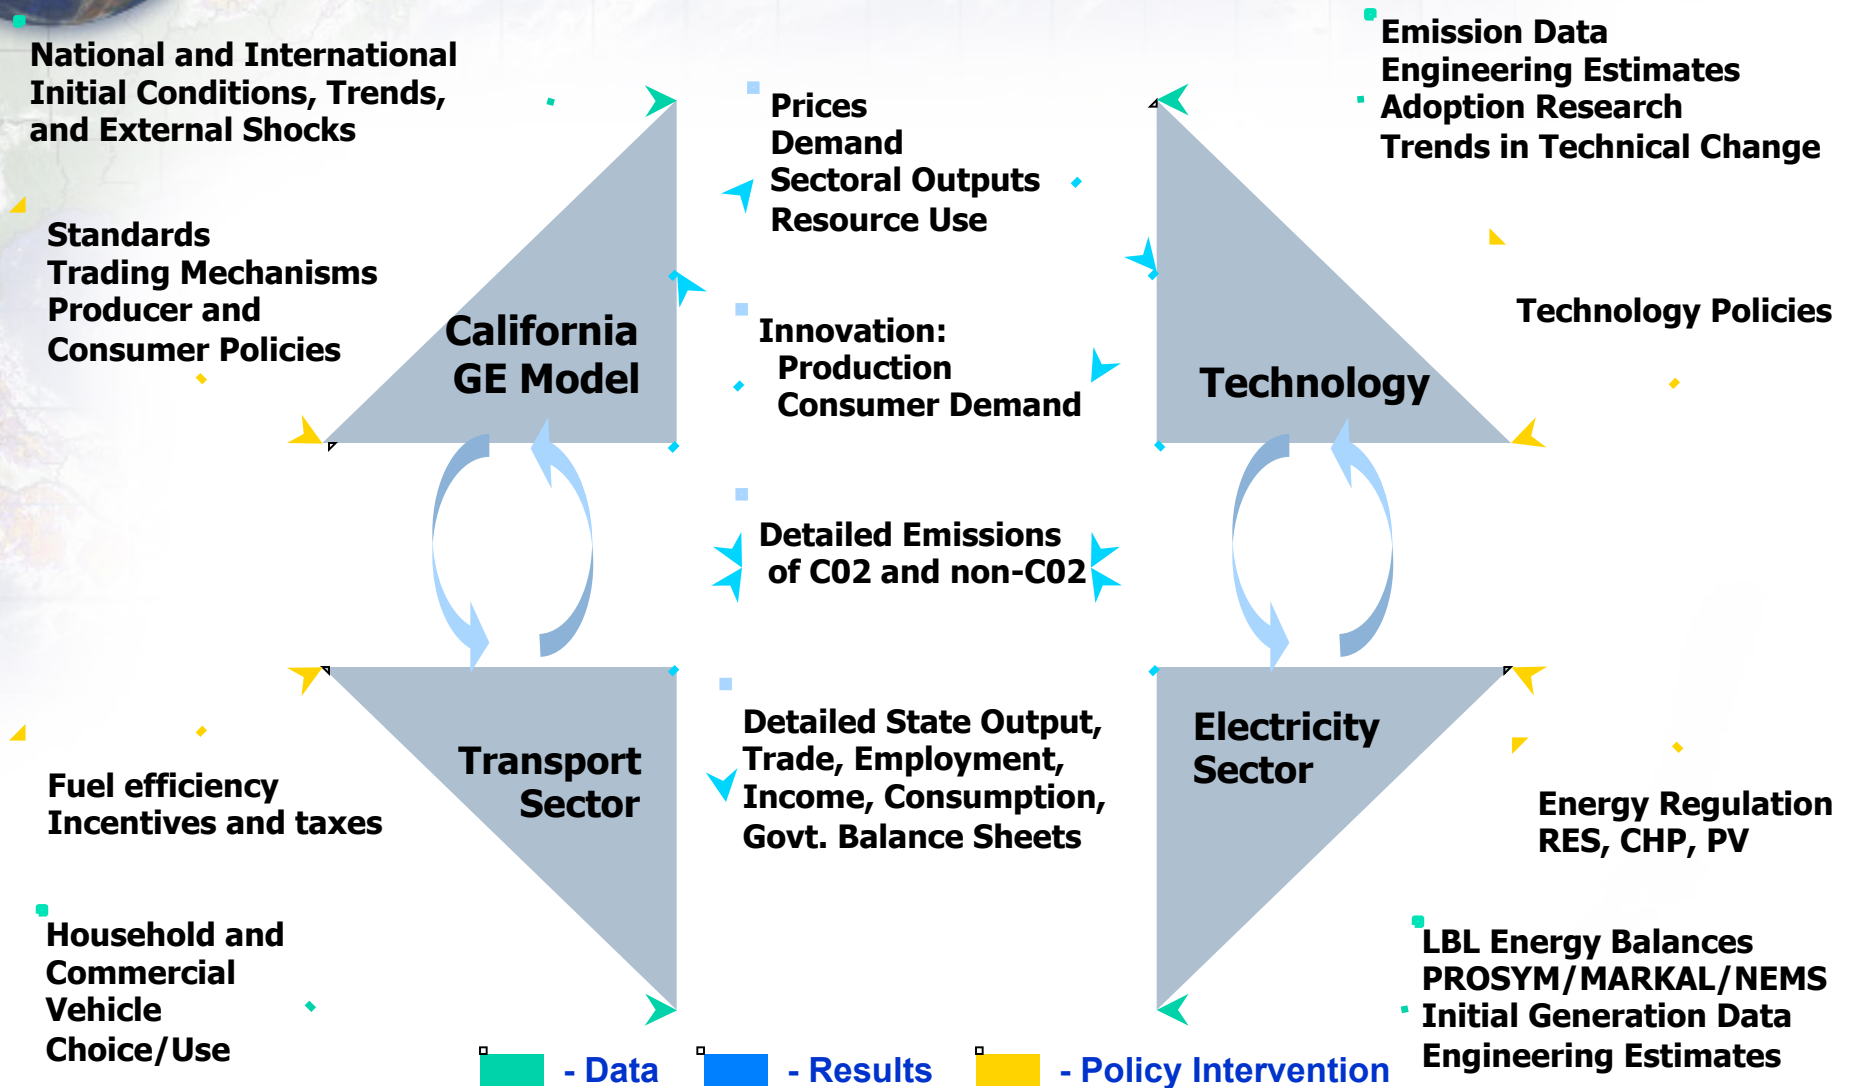 National and International
Initial Conditions, Trends,
and External Shocks
Standards
Trading Mechanisms
Producer and
Consumer Policies
California
GE Model
Prices
Demand
Sectoral Outputs
Resource Use
Innovation:
Production
Consumer Demand
Emission Data
Engineering Estimates
Adoption Research
Trends in Technical Change
Technology Policies
Technology
Detailed Emissions
of C02 and non-C02
Fuel efficiency
Incentives and taxes
Transport
Sector
Detailed State Output,
Trade, Employment,
Income, Consumption,
Govt. Balance Sheets
Electricity
Sector
Energy Regulation
RES, CHP, PV
Household and
Commercial
Vehicle
Choice/Use
LBL Energy Balances
PROSYM/MARKAL/NEMS
Initial Generation Data
Engineering Estimates
- Data
- Results
- Policy Intervention